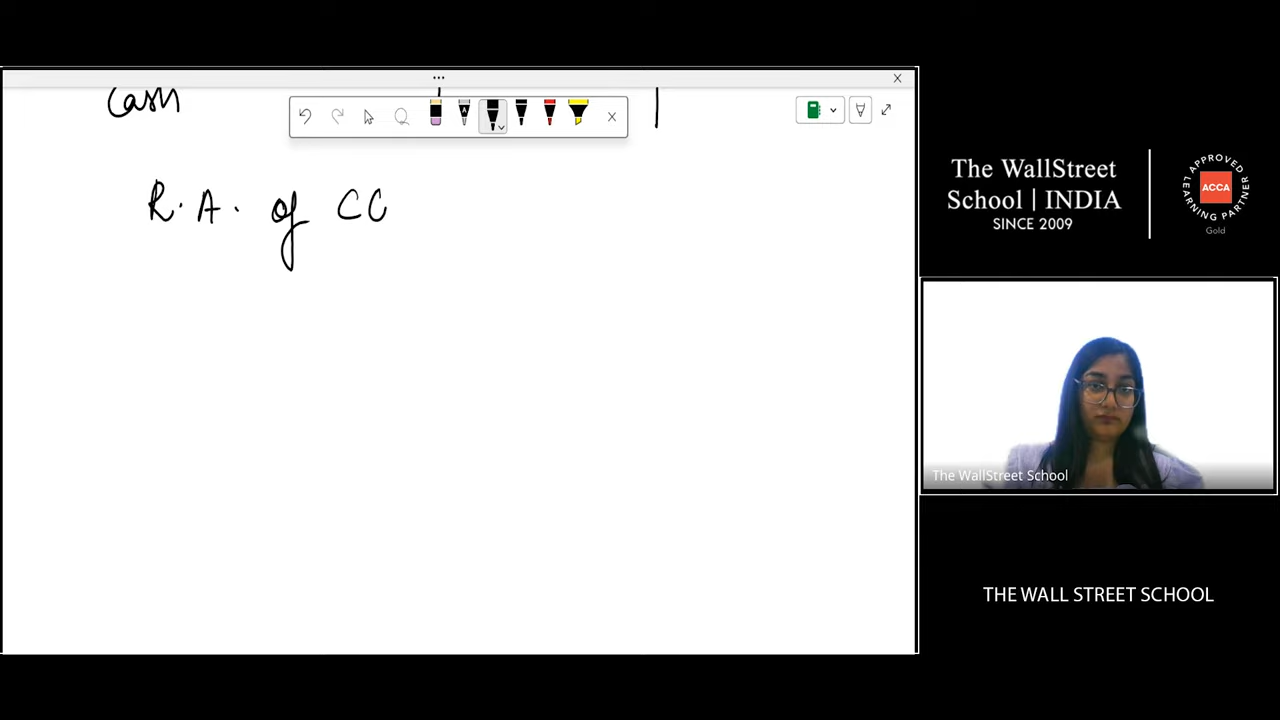 Cash
R. A. of CC
The WallStreet
School | INDIA
SINCE 2009
APPROVED
LEARNING PARTNER
ACCA
Gold
The WallStreet School
THE WALL STREET SCHOOL